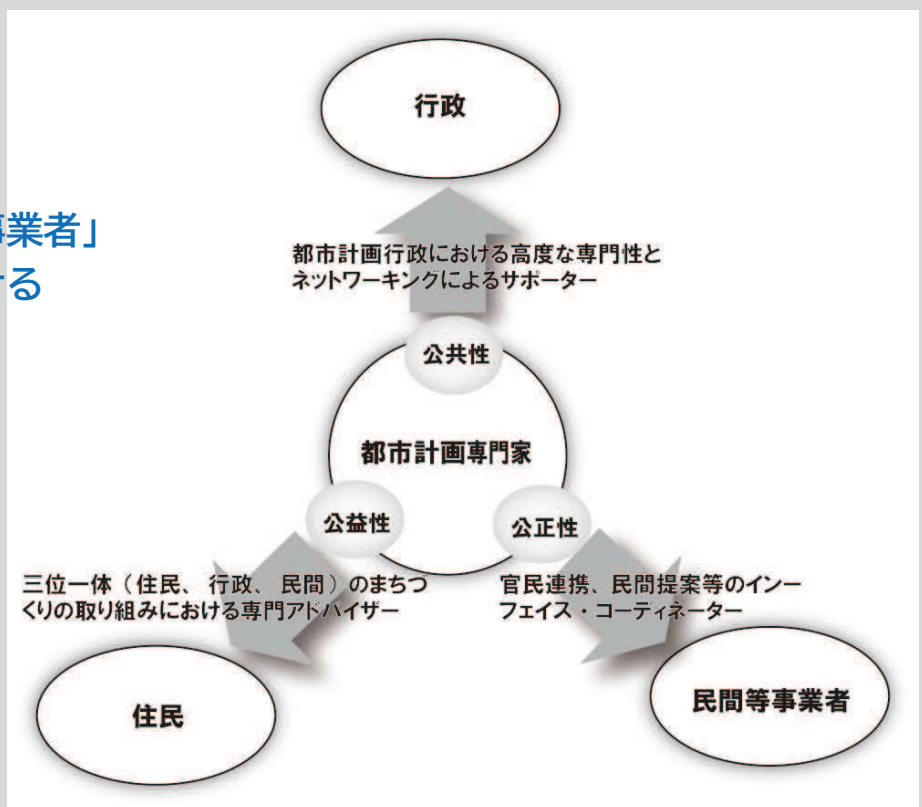 行政
事業者」
ける
都市計画行政における高度な専門性と
ネットワーキングによるサポーター
公共性
都市計画専門家
公益性
公正性
三位一体（住民、行政、民間）のまちづ
くりの取り組みにおける専門アドバイザー
官民連携、民間提案等のインー
フェイス・コーディネーター
住民
民間等事業者